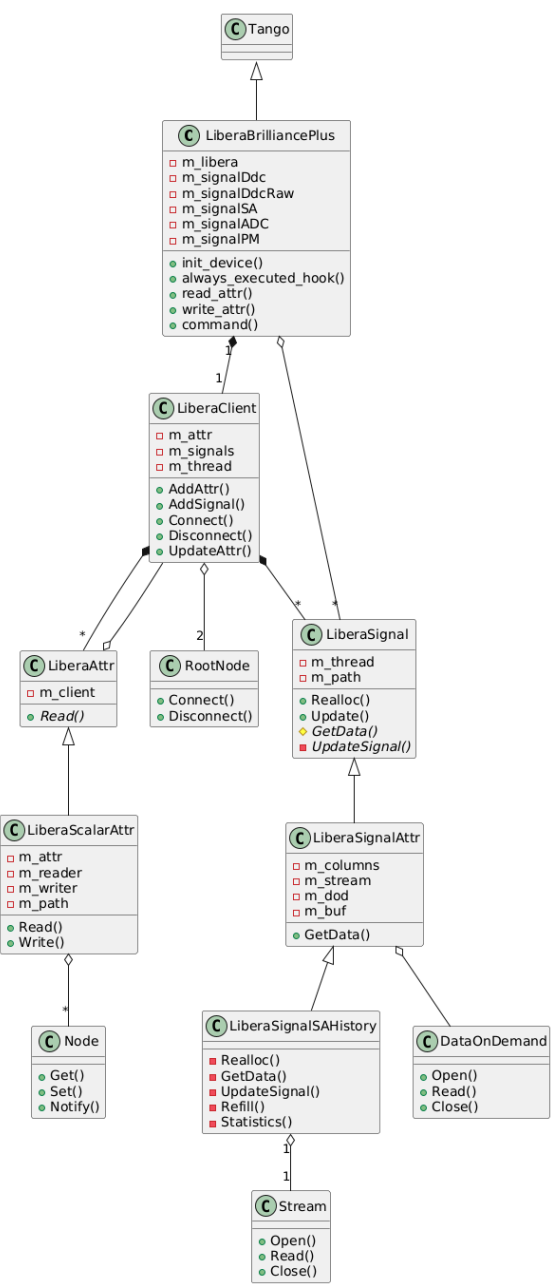 C Tango
C LiberaBrilliancePlus
m_libera
m_signalDdc
m_signalDdcRaw
m_signalSA
m_signalADC
m_signalPM
init_device()
always_executed_hook()
read_attr()
write_attr()
command()
1
1
C LiberaClient
m_attr
m_signals
m_thread
AddAttr()
AddSignal()
Connect()
Disconnect()
UpdateAttr()
*
2
*
*
C LiberaAttr
m_client
Read()
C RootNode
Connect()
Disconnect()
C LiberaSignal
m_thread
m_path
Realloc()
Update()
GetData()
UpdateSignal()
C LiberaScalarAttr
m_attr
m_reader
m_writer
m_path
Read()
Write()
*
C LiberaSignalAttr
m_columns
m_stream
m_dod
m_buf
GetData()
C Node
Get()
Set()
Notify()
C LiberaSignalSAHistory
Realloc()
GetData()
UpdateSignal()
Refill()
Statistics()
1
1
C DataOnDemand
Open()
Read()
Close()
C Stream
Open()
Read()
Close()